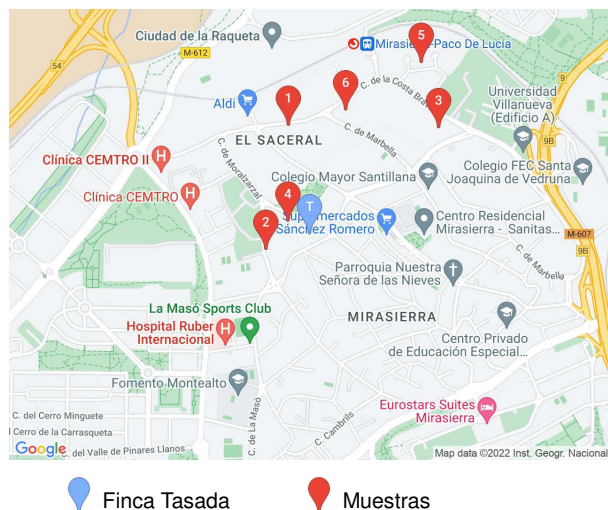 Ciudad de la Raqueta
M-612
54
Mirasierra-Paco De Lucía
5
9
Aldi
1
6
C. de la Costa Brava
3
Universidad
Villanueva
(Edificio A)
EL SACERAL
C. de Marbella
9B
Clínica CEMTRO II
H
C. de Moralzarzal
Colegio Mayor Santillana
Colegio FEC Santa
Joaquina de Vedruna
Clínica CEMTRO
H
4
T
2
Supermercados
Sánchez Romero
Centro Residencial
Mirasierra - Sanitas...
M-607
9B
C. de Marbella
Parroquia Nuestra
Señora de las Nieves
La Masó Sports Club
MIRASIERRA
Hospital Ruber
Internacional
H
Centro Privado
de Educación Especial...
Fomento Montealto
C. del Cerro Minguete
C. de La Masó
C. Cambrils
Eurostars Suites
Mirasierra
del Cerro de la Carrasqueta
Google
C. del Valle de Pinares Llanos
Map data ©2022 Inst. Geogr. Nacional
Finca Tasada
Muestras